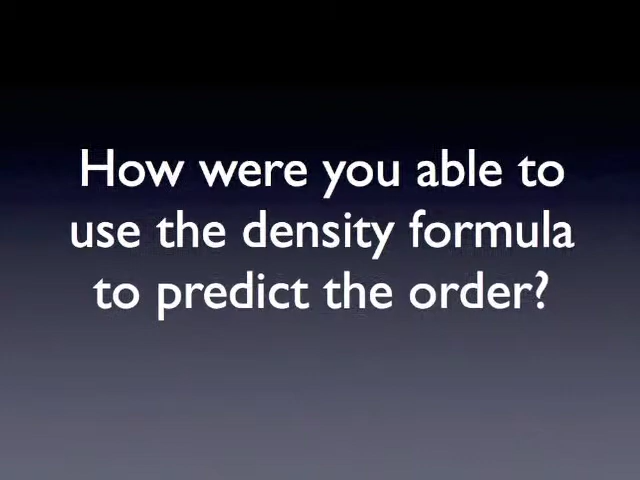 How were you able to
use the density formula
to predict the order?